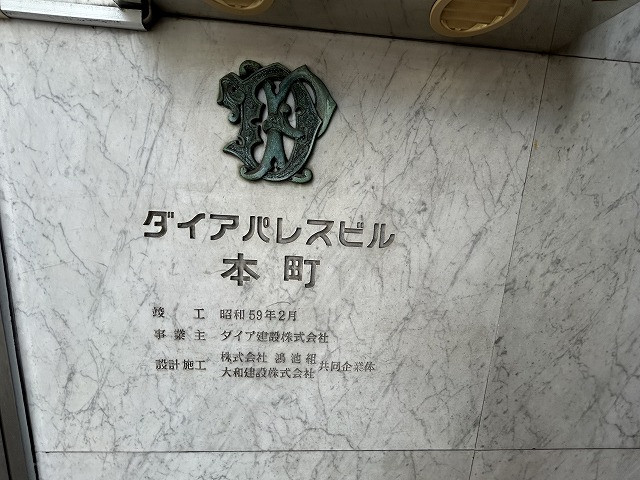 ダイアパレスビル
本町
竣工 昭和59年2月
事業主 ダイア建設株式会社
設計施工 株式会社 鴻池組 共同企業体
大和建設株式会社